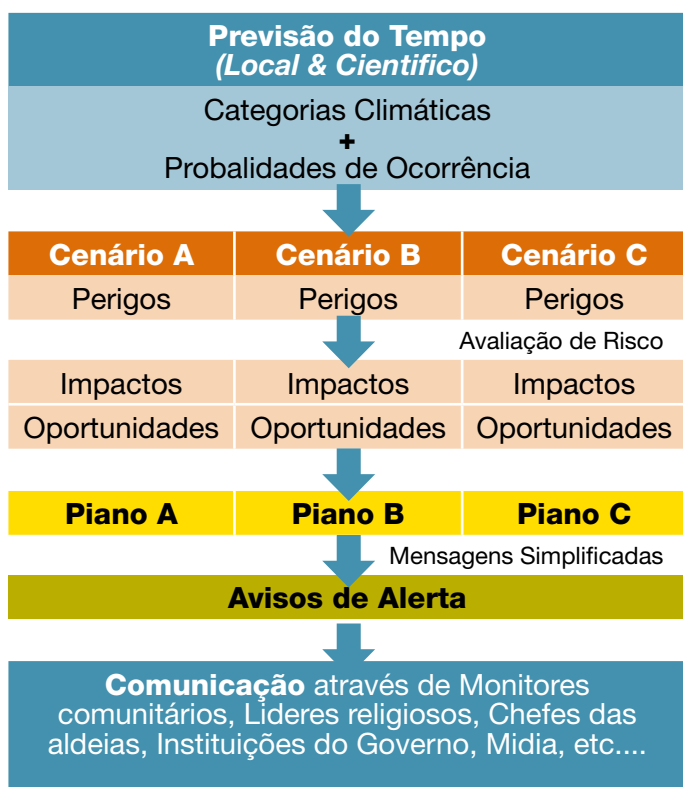 Previsão do Tempo
(Local & Cientifico)
Categorias Climáticas
+
Probalidades de Ocorrência
Cenário A Cenário B Cenário C
Perigos Perigos Perigos
Avaliação de Risco
Impactos Impactos Impactos
Oportunidades Oportunidades Oportunidades
Piano A Piano B Piano C
Mensagens Simplificadas
Avisos de Alerta
Comunicação através de Monitores
comunitários, Lideres religiosos, Chefes das
aldeias, Instituições do Governo, Midia, etc....